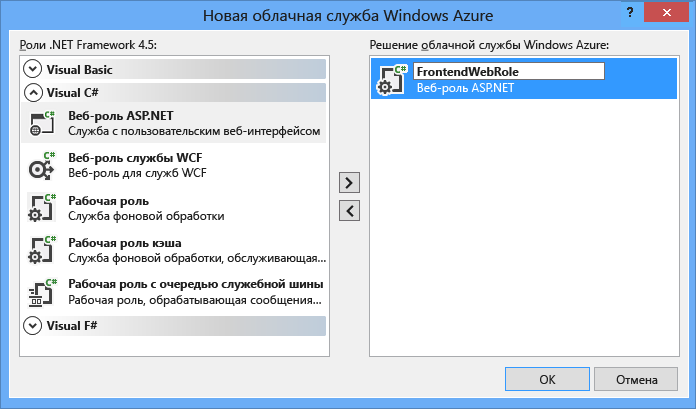 Новая облачная служба Windows Azure
? x
Роли .NET Framework 4.5:
Visual Basic
Visual C#
C#
Веб-роль ASP.NET
Служба с пользовательским веб-интерфейсом
C#
Веб-роль службы WCF
Веб-роль для служб WCF
C#
Рабочая роль
Служба фоновой обработки
C#
Рабочая роль кэша
Служба фоновой обработки, обслуживающая...
C#
Рабочая роль с очередью служебной шины
Рабочая роль, обрабатывающая сообщения...
Visual F#
>
<
Решение облачной службы Windows Azure:
C#
FrontendWebRole
Веб-роль ASP.NET
OK
Отмена